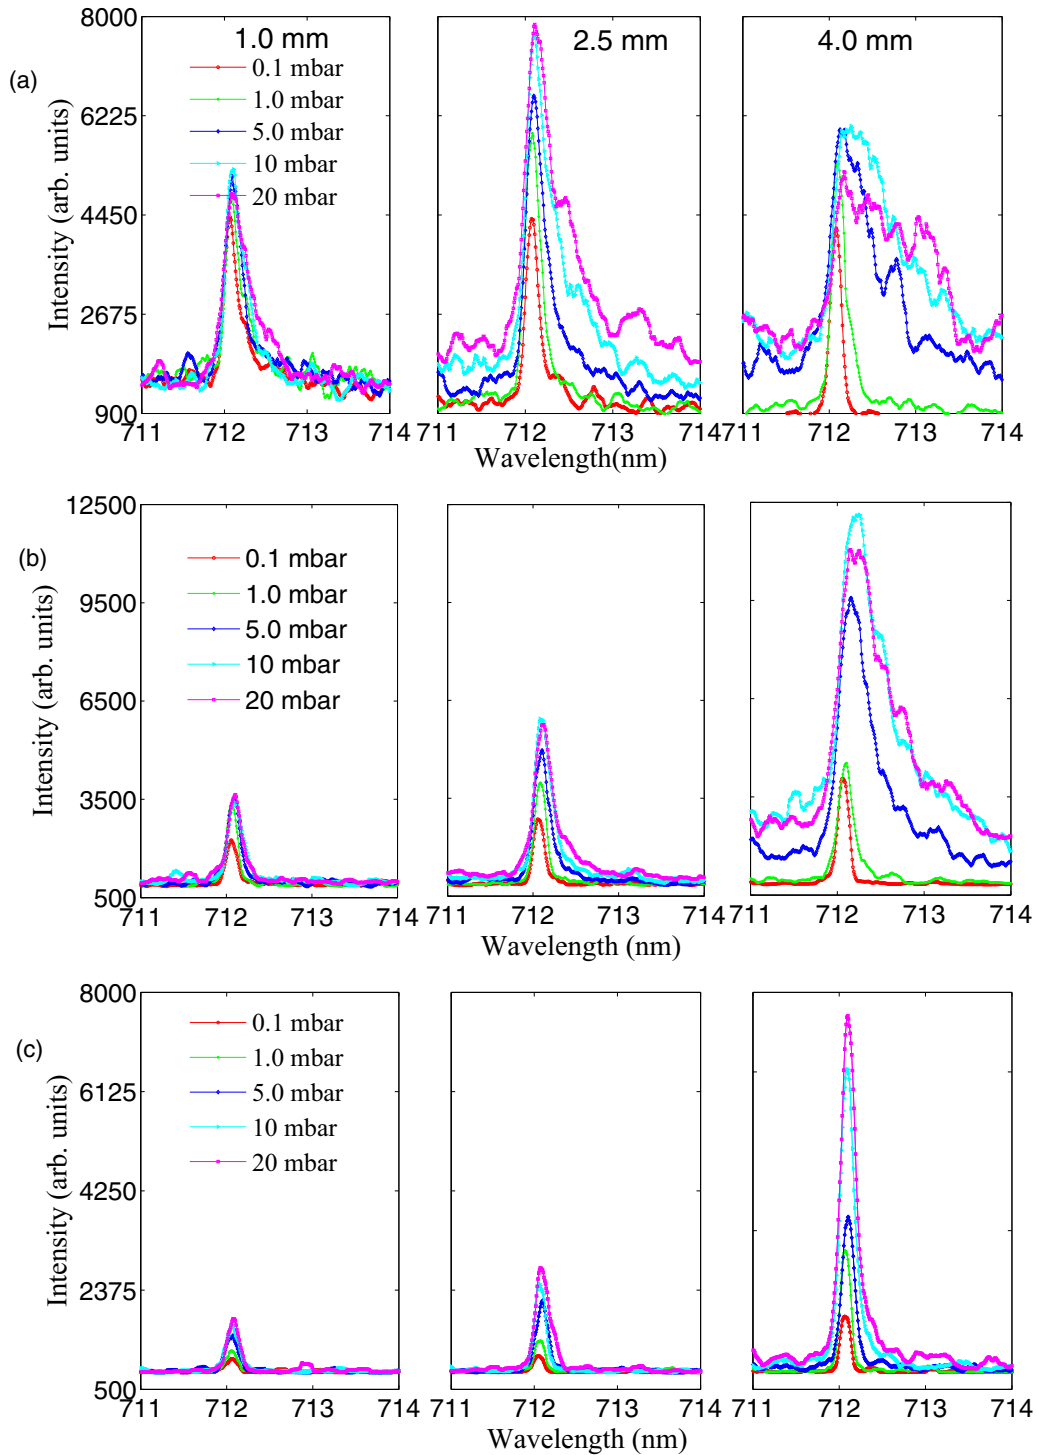 (a)
1.0 mm
2.5 mm
4.0 mm
0.1 mbar
1.0 mbar
5.0 mbar
10 mbar
20 mbar
Intensity (arb. units)
8000
6225
4450
2675
900
711 712 713 714
711 712 713 714
711 712 713 714
Wavelength(nm)
(b)
0.1 mbar
1.0 mbar
5.0 mbar
10 mbar
20 mbar
Intensity (arb. units)
12500
9500
6500
3500
500
711 712 713 714
711 712 713 714
711 712 713 714
Wavelength (nm)
(c)
0.1 mbar
1.0 mbar
5.0 mbar
10 mbar
20 mbar
Intensity (arb. units)
8000
6125
4250
2375
500
711 712 713 714
711 712 713 714
711 712 713 714
Wavelength (nm)